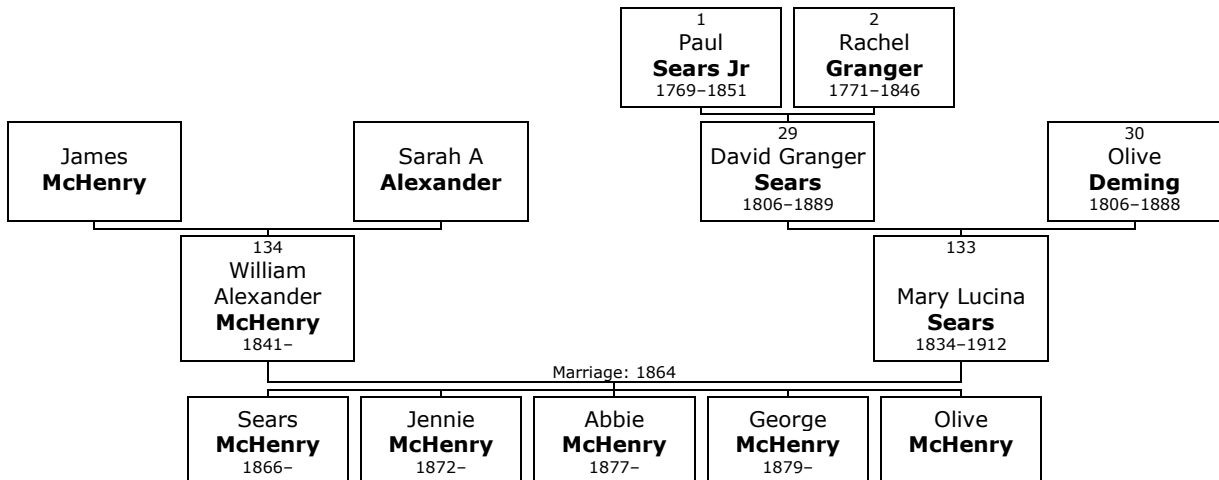 1
Paul
Sears Jr
1769–1851
2
Rachel
Granger
1771–1846
James
McHenry
Sarah A
Alexander
29
David Granger
Sears
1806–1889
30
Olive
Deming
1806–1888
134
William
Alexander
McHenry
1841–
133
Mary Lucina
Sears
1834–1912
Marriage: 1864
Sears
McHenry
1866–
Jennie
McHenry
1872–
Abbie
McHenry
1877–
George
McHenry
1879–
Olive
McHenry